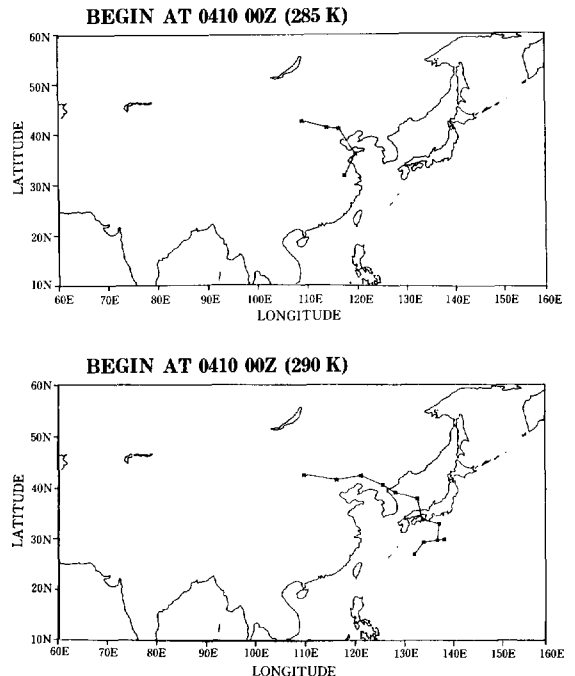 BEGIN AT 0410 00Z (285 K)
60N
50N
40N
30N
20N
10N
LATITUDE
60E 70E 80E 90E 100E 110E 120E 130E 140E 150E 160E
LONGITUDE
BEGIN AT 0410 00Z (290 K)
60N
50N
40N
30N
20N
10N
LATITUDE
60E 70E 80E 90E 100E 110E 120E 130E 140E 150E 160E
LONGITUDE